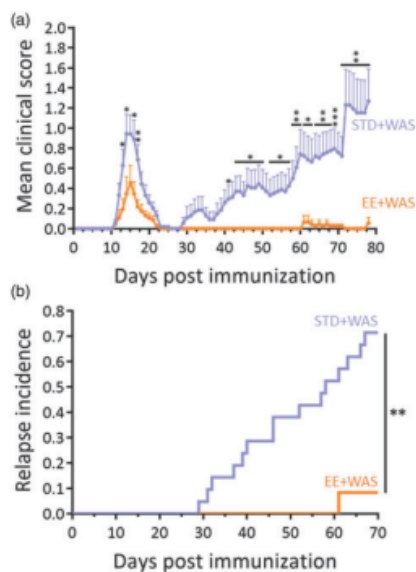 (a)
Mean clinical score
2.0
1.8
1.6
1.4
1.2
1.0
0.8
0.6
0.4
0.2
0.0
STD+WAS
EE+WAS
0 10 20 30 40 50 60 70 80
Days post immunization
(b)
Relapse incidence
0.8
0.7
0.6
0.5
0.4
0.3
0.2
0.1
0.0
STD+WAS
**
EE+WAS
0 10 20 30 40 50 60 70
Days post immunization